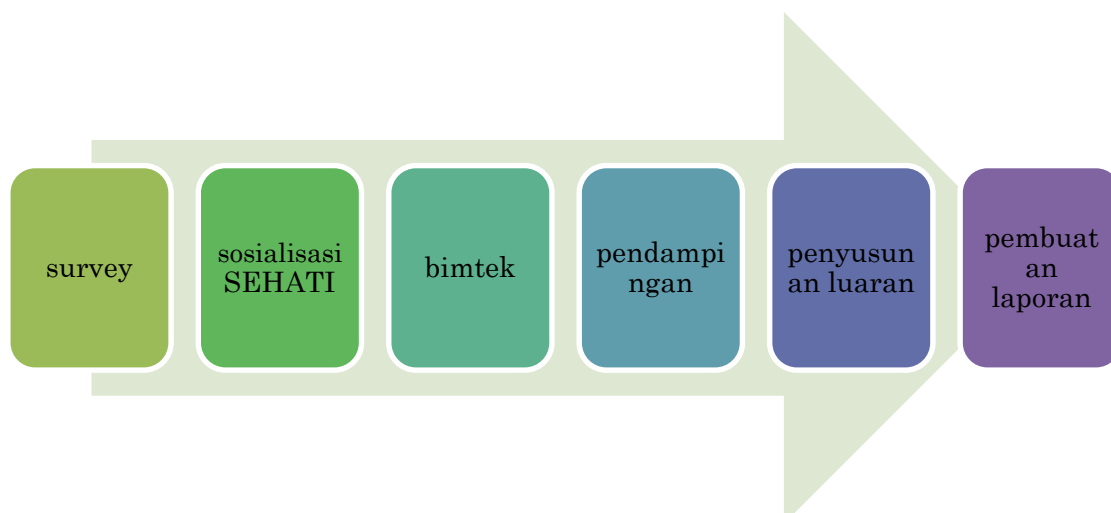 survey
sosialisasi
SEHATI
bimtek
pendampi
ngan
penyusun
an luaran
pembuat
an
laporan